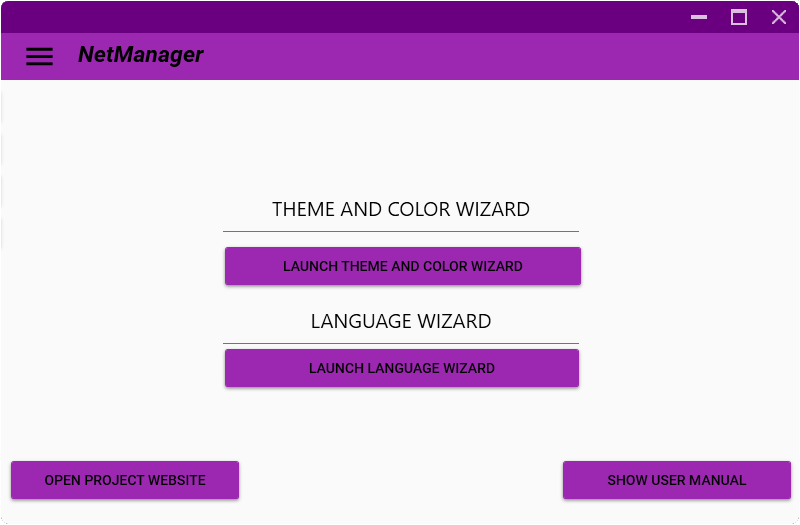 NetManager
THEME AND COLOR WIZARD
LAUNCH THEME AND COLOR WIZARD
LANGUAGE WIZARD
LAUNCH LANGUAGE WIZARD
OPEN PROJECT WEBSITE
SHOW USER MANUAL